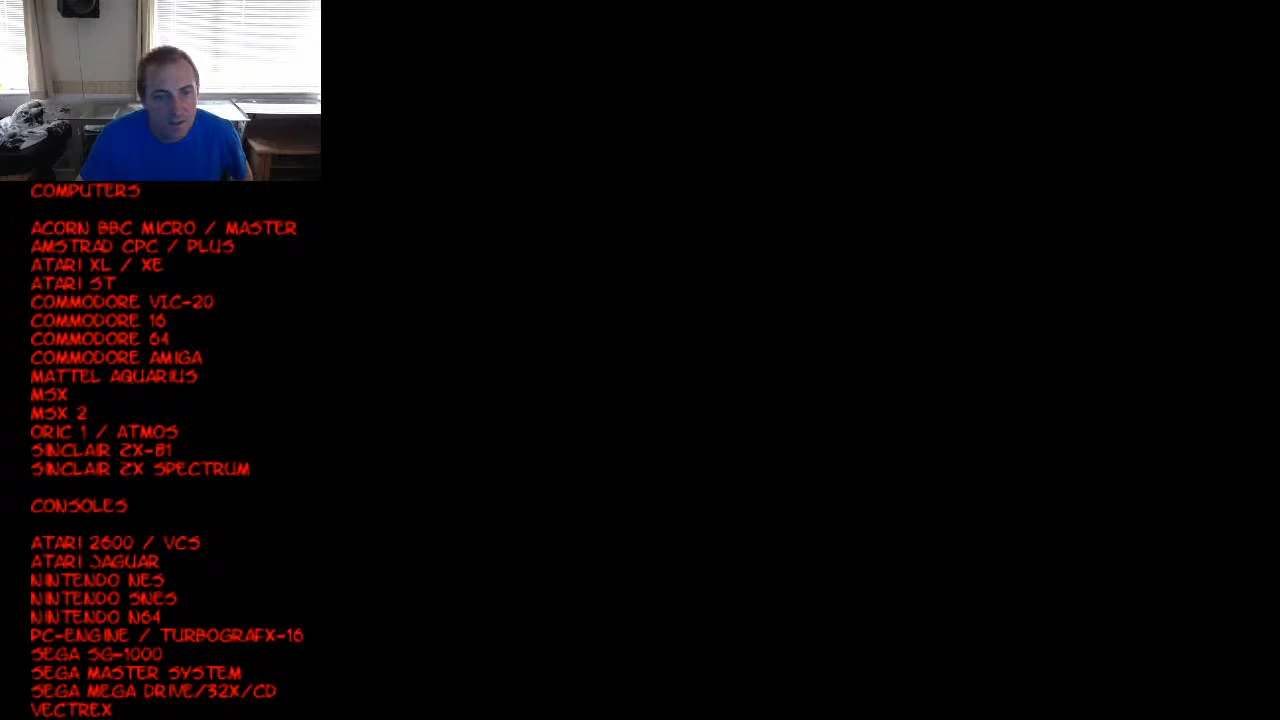 COMPUTERS
ACORN BBC MICRO / MASTER
AMSTRAD CPC / PLUS
ATARI XL / XE
ATARI ST
COMMODORE VIC-20
COMMODORE 16
COMMODORE 64
COMMODORE AMIGA
MATTEL AQUARIUS
MSX
MSX 2
ORIC 1 / ATMOS
SINCLAIR ZX-81
SINCLAIR ZX SPECTRUM
CONSOLES
ATARI 2600 / VCS
ATARI JAGUAR
NINTENDO NES
NINTENDO SNES
NINTENDO N64
PC-ENGINE / TURBOGRAFX-16
SEGA SG-1000
SEGA MASTER SYSTEM
SEGA MEGA DRIVE/32X/CD
VECTREX